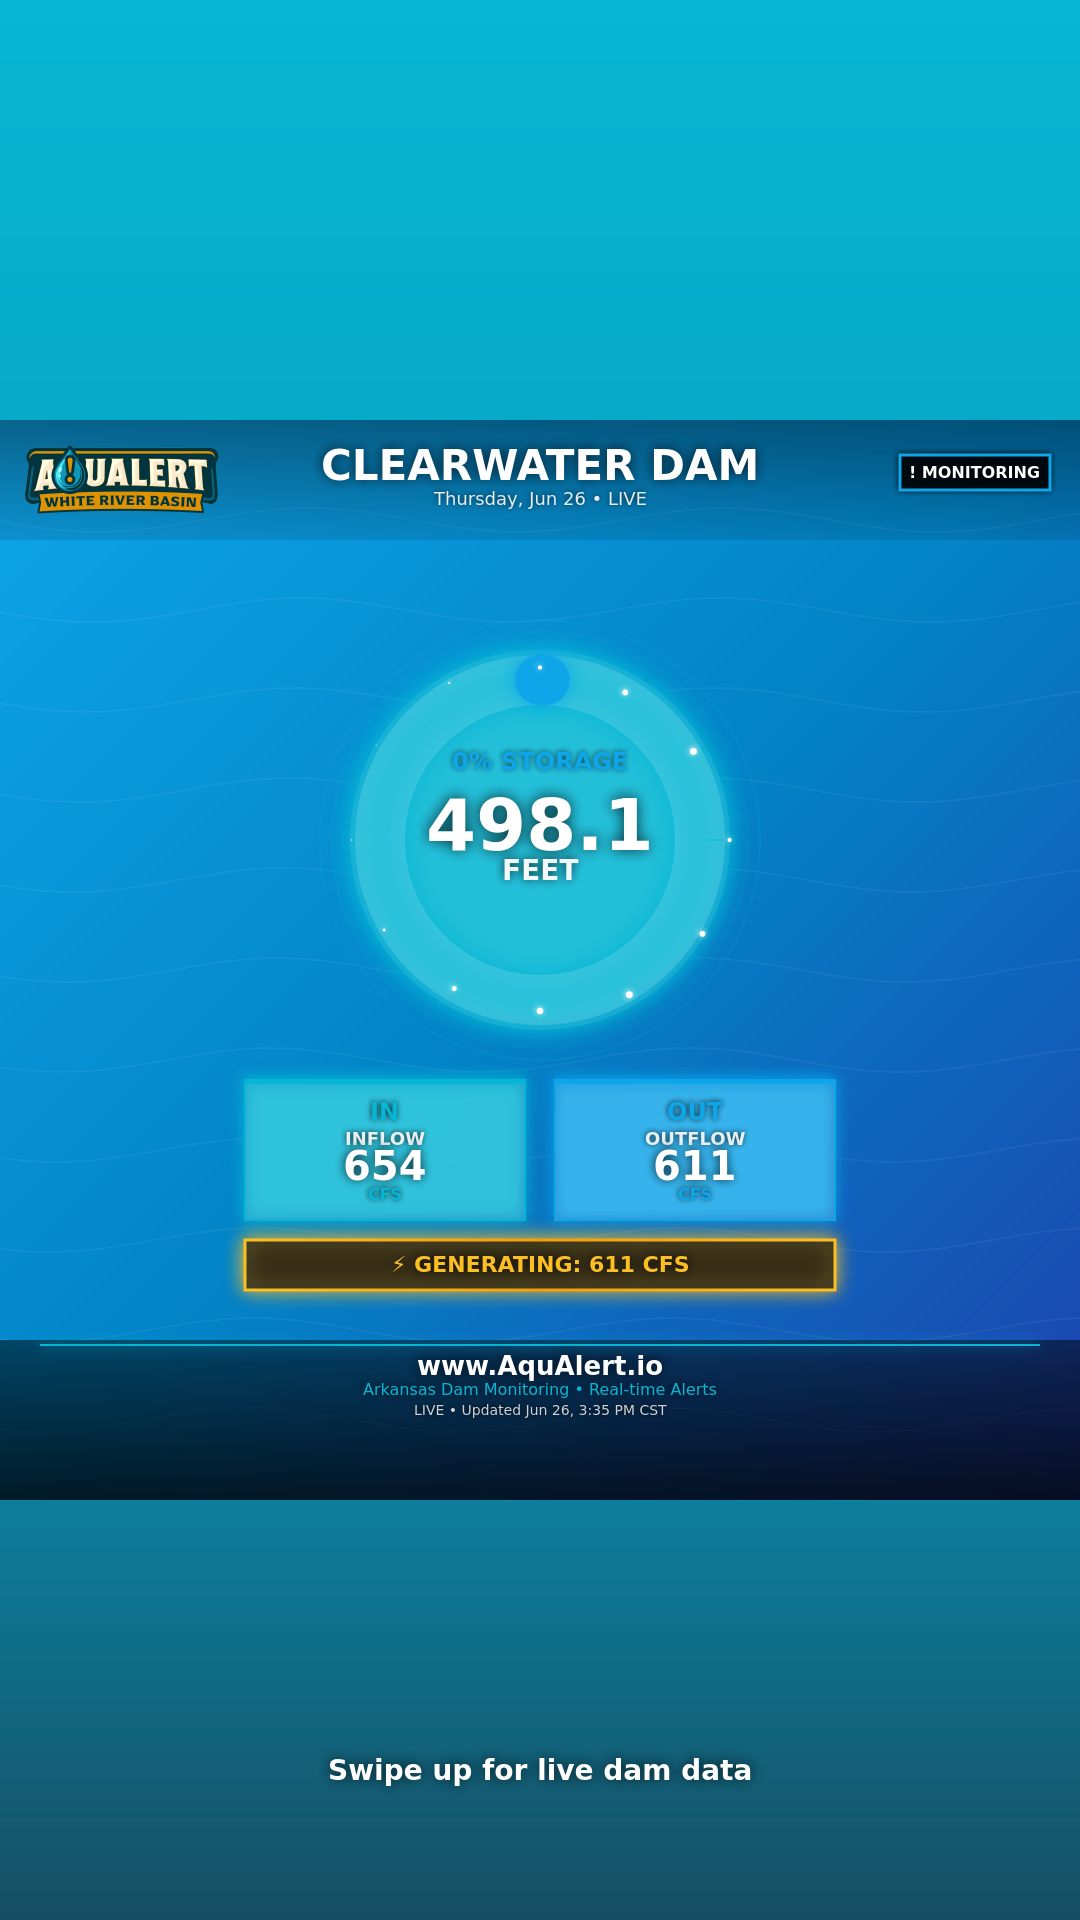 AQUALERT
WHITE RIVER BASIN
CLEARWATER DAM
Thursday, Jun 26 • LIVE
! MONITORING
0% STORAGE
498.1
FEET
IN
INFLOW
654
CFS
OUT
OUTFLOW
611
CFS
⚡ GENERATING: 611 CFS
www.AquAlert.io
Arkansas Dam Monitoring • Real-time Alerts
LIVE • Updated Jun 26, 3:35 PM CST
Swipe up for live dam data